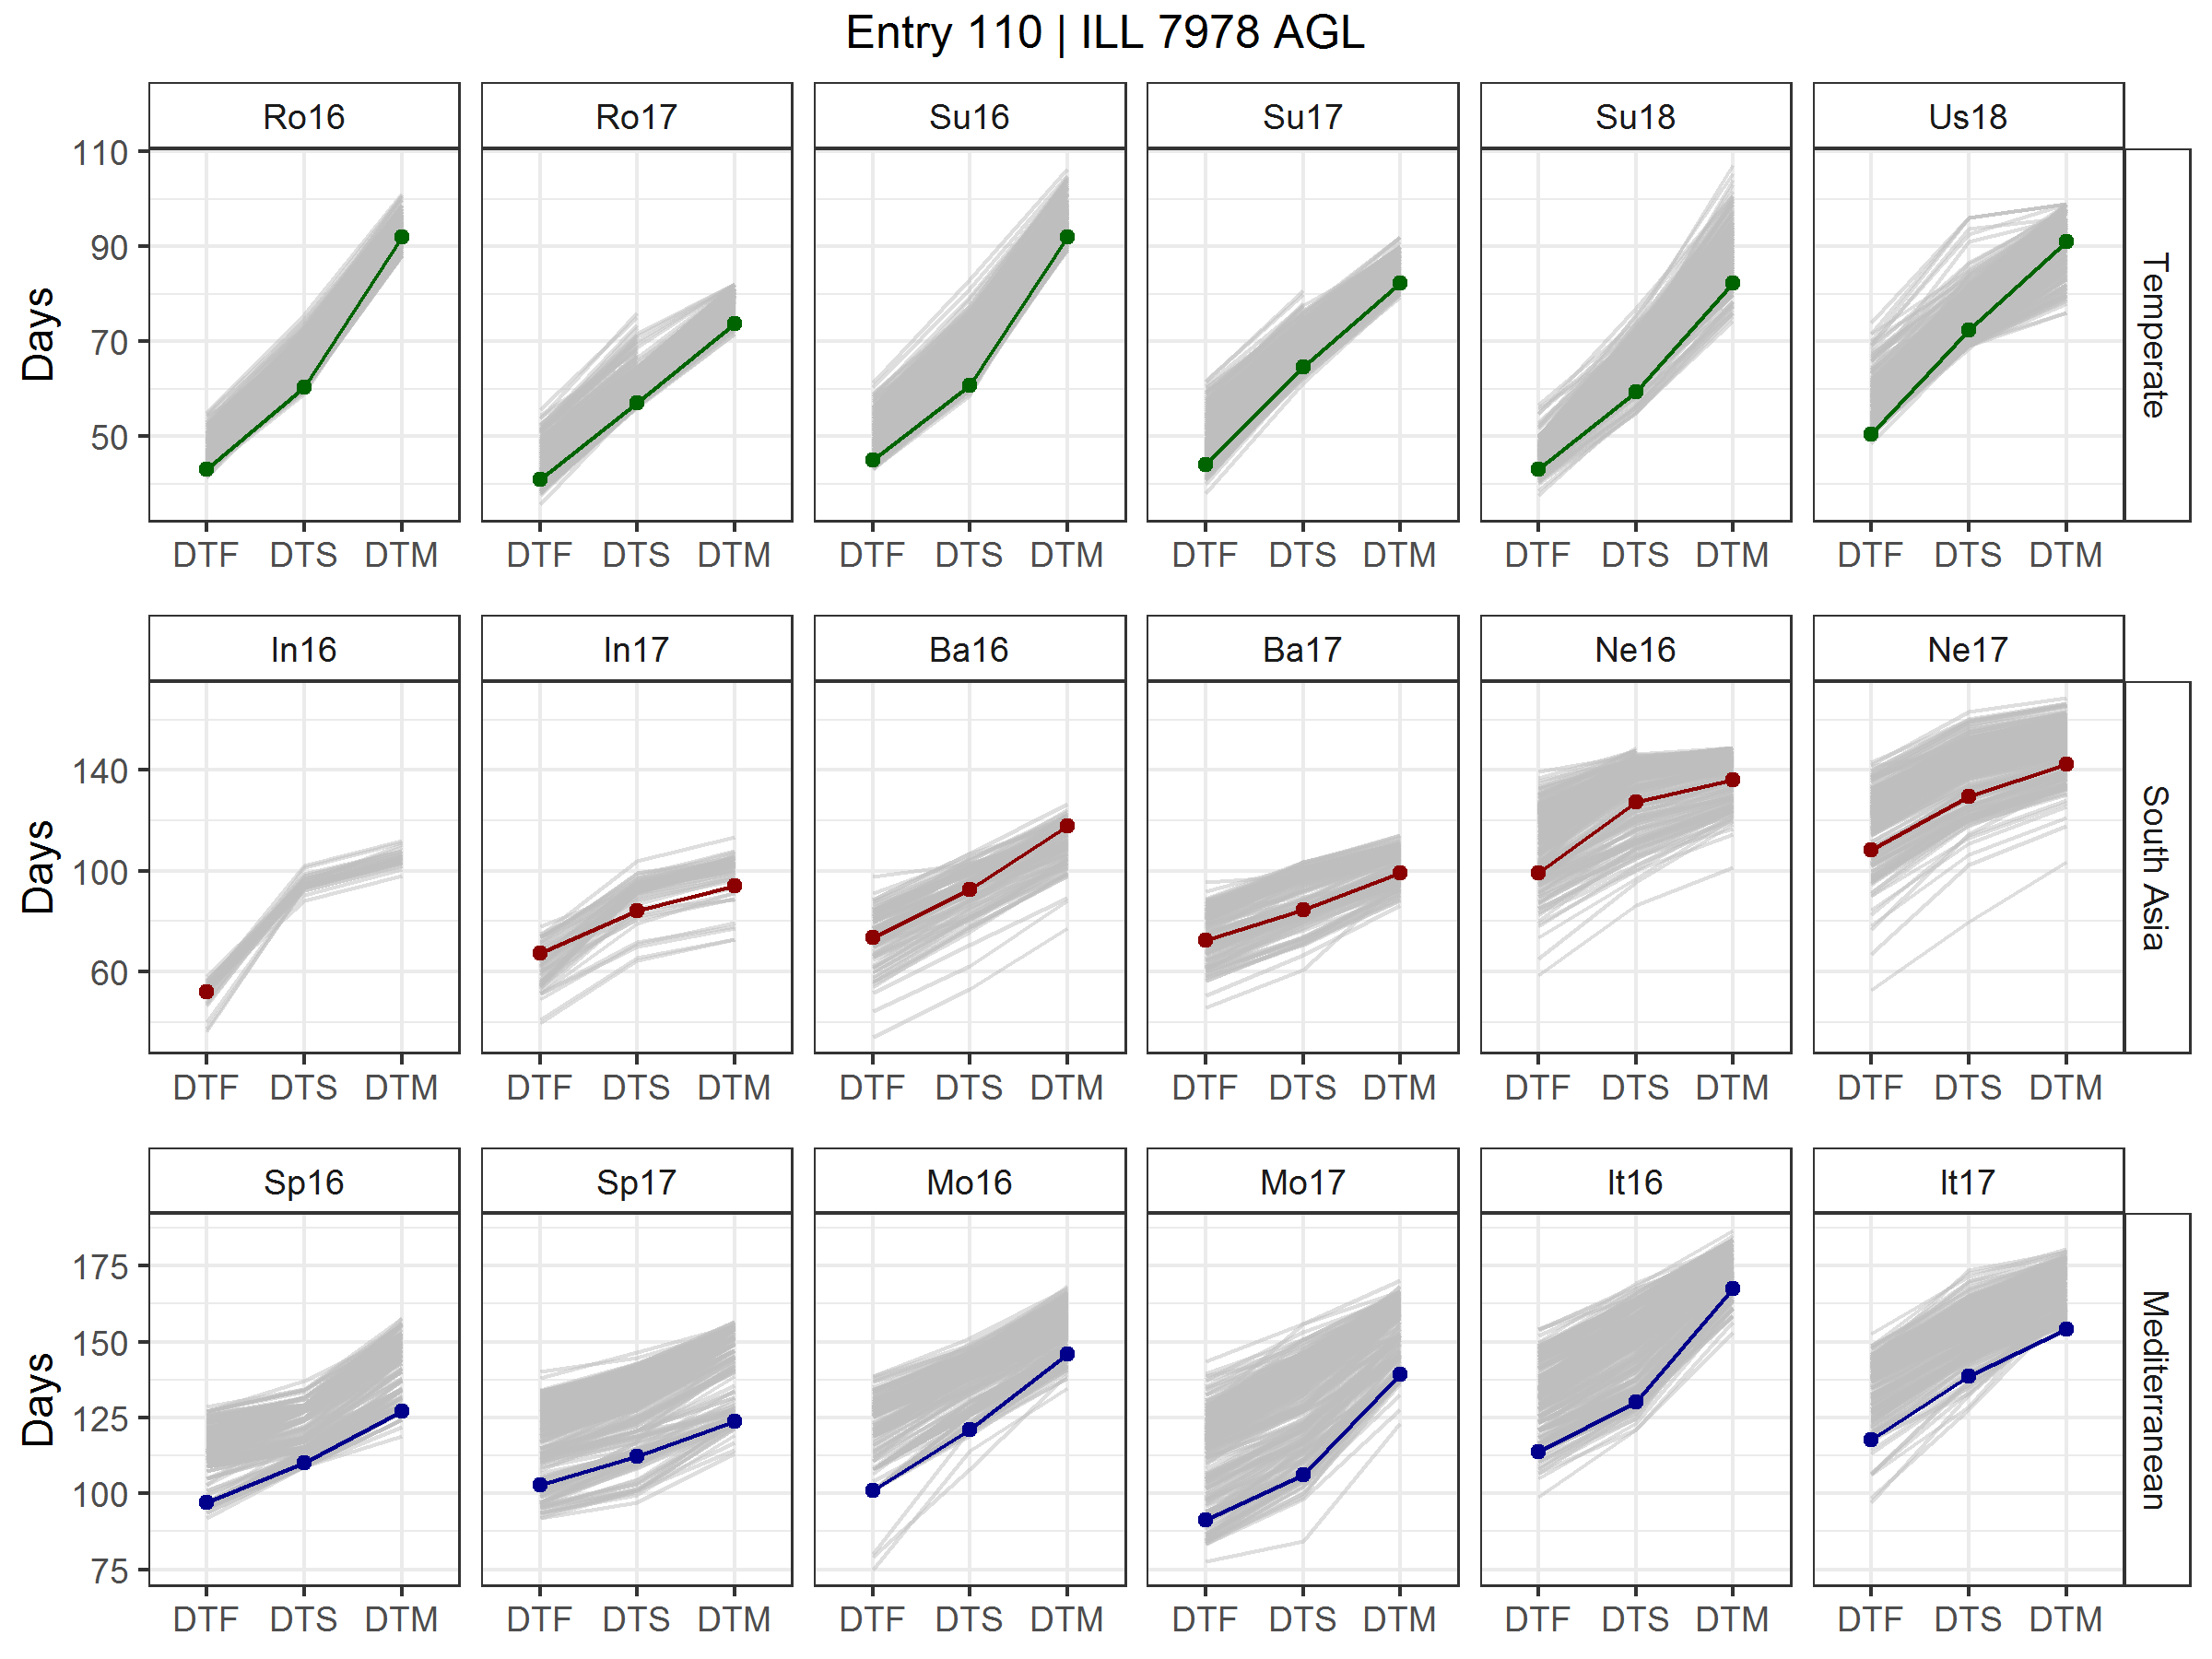 Entry 110 | ILL 7978 AGL
Ro16 Ro17 Su16 Su17 Su18 Us18
110
90
70
50
Days
Temperate
DTF DTS DTM DTF DTS DTM DTF DTS DTM DTF DTS DTM DTF DTS DTM DTF DTS DTM
In16 In17 Ba16 Ba17 Ne16 Ne17
140
100
60
Days
South Asia
DTF DTS DTM DTF DTS DTM DTF DTS DTM DTF DTS DTM DTF DTS DTM DTF DTS DTM
Sp16 Sp17 Mo16 Mo17 It16 It17
175
150
125
100
75
Days
Mediterranean
DTF DTS DTM DTF DTS DTM DTF DTS DTM DTF DTS DTM DTF DTS DTM DTF DTS DTM